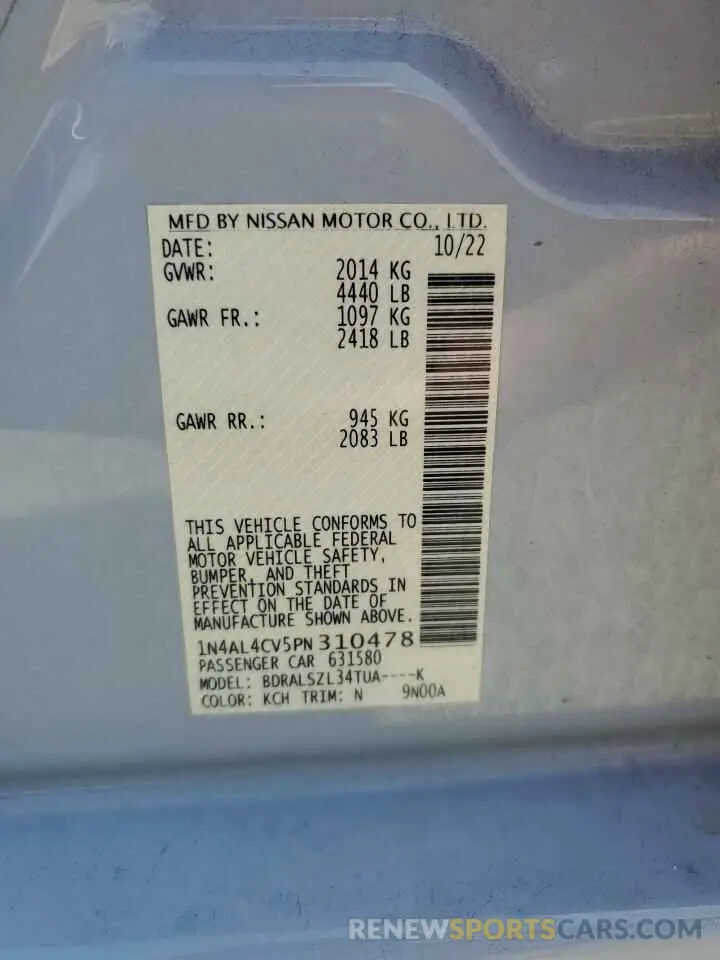 MFD BY NISSAN MOTOR CO., LTD.
DATE: 10/22
GVWR: 2014 KG
4440 LB
GAWR FR.: 1097 KG
2418 LB
GAWR RR.: 945 KG
2083 LB
THIS VEHICLE CONFORMS TO
ALL APPLICABLE FEDERAL
MOTOR VEHICLE SAFETY,
BUMPER, AND THEFT
PREVENTION STANDARDS IN
EFFECT ON THE DATE OF
MANUFACTURE SHOWN ABOVE.
1N4AL4CV5PN310478
PASSENGER CAR 631580
MODEL: BDRALSZL34TUA----K
COLOR: KCH TRIM: N 9N00A
RENEWSPORTSCARS.COM